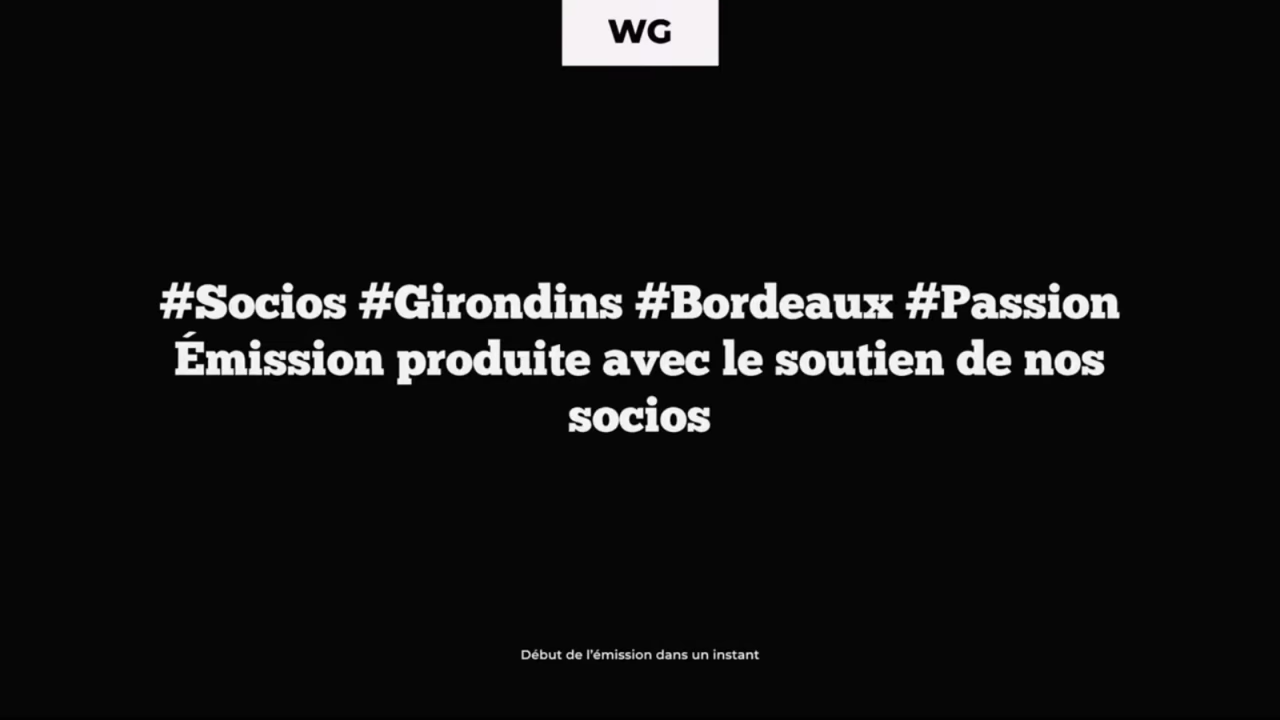 WG
#Socios #Girondins #Bordeaux #Passion
Émission produite avec le soutien de nos
socios
Début de l'émission dans un instant